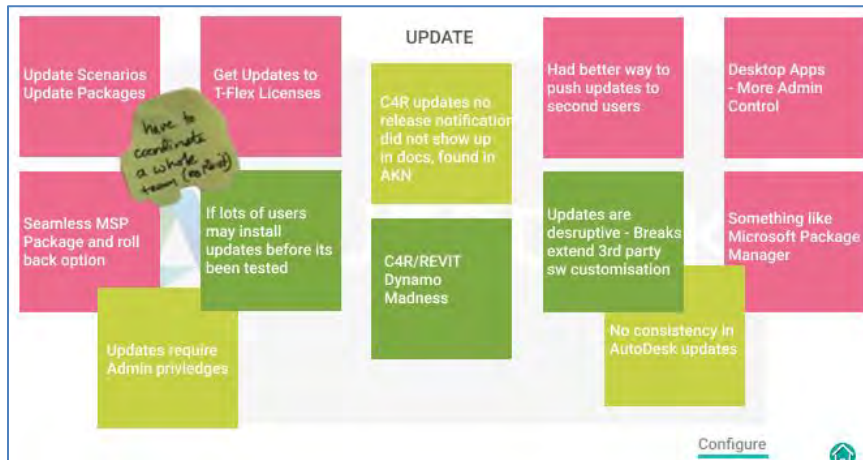 UPDATE
Update Scenarios
Update Packages
Get Updates to
T-Flex Licenses
C4R updates no
release notification
did not show up
in docs, found in
AKN
Had better way to
push updates to
second users
Desktop Apps
- More Admin
Control
have to
coordinate
a whole
team
Seamless MSP
Package and roll
back option
If lots of users
may install
updates before its
been tested
C4R/REVIT
Dynamo
Madness
Updates are
desruptive - Breaks
extend 3rd party
sw customisation
Something like
Microsoft Package
Manager
Updates require
Admin priviedges
No consistency in
AutoDesk updates
Configure